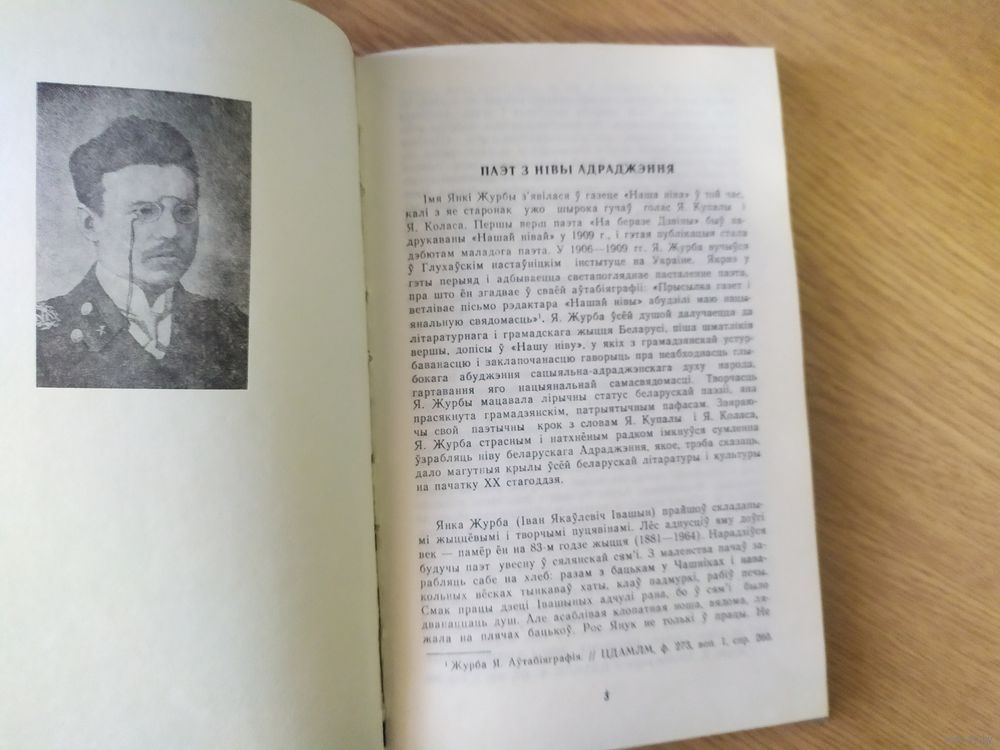 ПАЭТ З НІВЫ АДРАДЖЭННЯ
Імя Янкі Журбы з'явілася ў газеце «Наша ніва» ў той час,
калі з яе старонак ужо шырока гучаў голас Я. Купалы і
Я. Коласа. Першы верш паэта «На беразе Дзвіны» быў на-
друкаваны «Нашай нівай» у 1909 г., і гэтая публікацыя стала
дэбютам маладога паэта. У 1906—1909 гг. Я. Журба вучыўся
ў Глухаўскім настаўніцкім інстытуце на Украіне. Якраз у
гэты перыяд і адбываецца светапогляднае пасталенне паэта,
пра што ён згадвае ў сваёй аўтабіяграфіі: «Прысылка газет і
ветлівае пісьмо рэдактара «Нашай нівы» абудзілі маю нацы-
янальную свядомасць»¹. Я. Журба ўсёй душой далучаецца да
літаратурнага і грамадскага жыцця Беларусі, піша шматлікія
вершы, допісы ў «Нашу ніву», у якіх з грамадзянскай устур-
баванасцю і заклапочанасцю гаворыць пра неабходнасць глы-
бокага абуджэння сацыяльна-адраджэнскага духу народа,
гартавання яго нацыянальнай самасвядомасці. Творчасць
Я. Журбы мацавала лірычны статус беларускай паэзіі, яна
прасякнута грамадзянскім, патрыятычным пафасам. Звяраю-
чы свой паэтычны крок з словам Я. Купалы і Я. Коласа,
Я. Журба страсным і натхнёным радком імкнуўся сумленна
ўзрабляць ніву беларускага Адраджэння, якое, трэба сказаць,
дало магутныя крылы ўсёй беларускай літаратуры і культуры
на пачатку XX стагоддзя.
Янка Журба (Іван Якаўлевіч Івашын) прайшоў складаны-
мі жыццёвымі і творчымі пуцявінамі. Лёс адпусціў яму доўгі
век — памёр ён на 83-м годзе жыцця (1881—1964). Нарадзіўся
будучы паэт увесну ў сялянскай сям'і. З маленства пачаў за-
рабляць сабе на хлеб: разам з бацькам у Чашніках і нава-
кольных вёсках тынкаваў хаты, клаў падмуркі, рабіў печы.
Смак працы дзеці Івашыных адчулі рана, бо ў сям'і было
дванаццаць душ. Але асаблівая клопатная ноша, вядома, ля-
жала на плячах бацькоў. Рос Янук не толькі ў працы. Не
¹ Журба Я. Аўтабіяграфія. // ЦДАМЛМ, ф. 273, воп. 1, спр. 260.
3